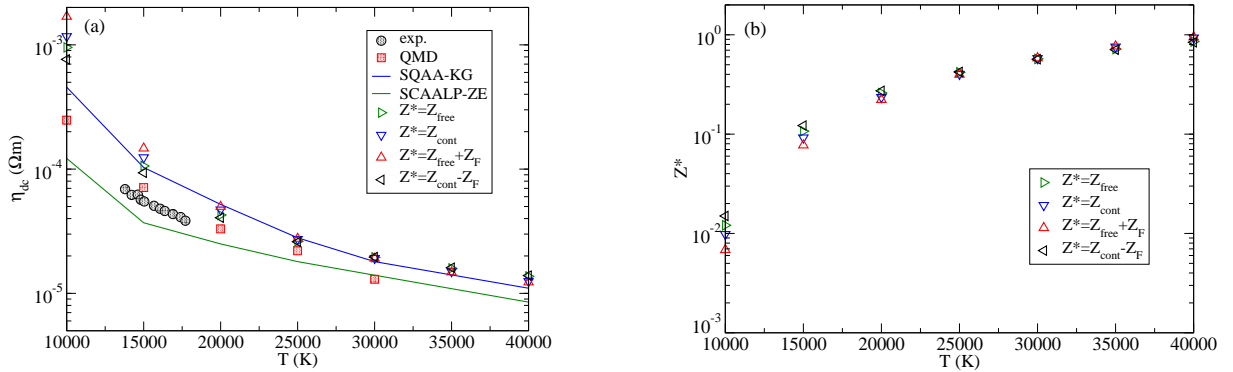 (a)
exp.
QMD
SQAA-KG
SCAALP-ZE
Z*=Z_free
Z*=Z_cont
Z*=Z_free+Z_F
Z*=Z_cont-Z_F
10^-3
10^-4
10^-5
η_dc (Ωm)
10000 15000 20000 25000 30000 35000 40000
T (K)
(b)
10^0
10^-1
10^-2
10^-3
Z*
Z*=Z_free
Z*=Z_cont
Z*=Z_free+Z_F
Z*=Z_cont-Z_F
10000 15000 20000 25000 30000 35000 40000
T (K)